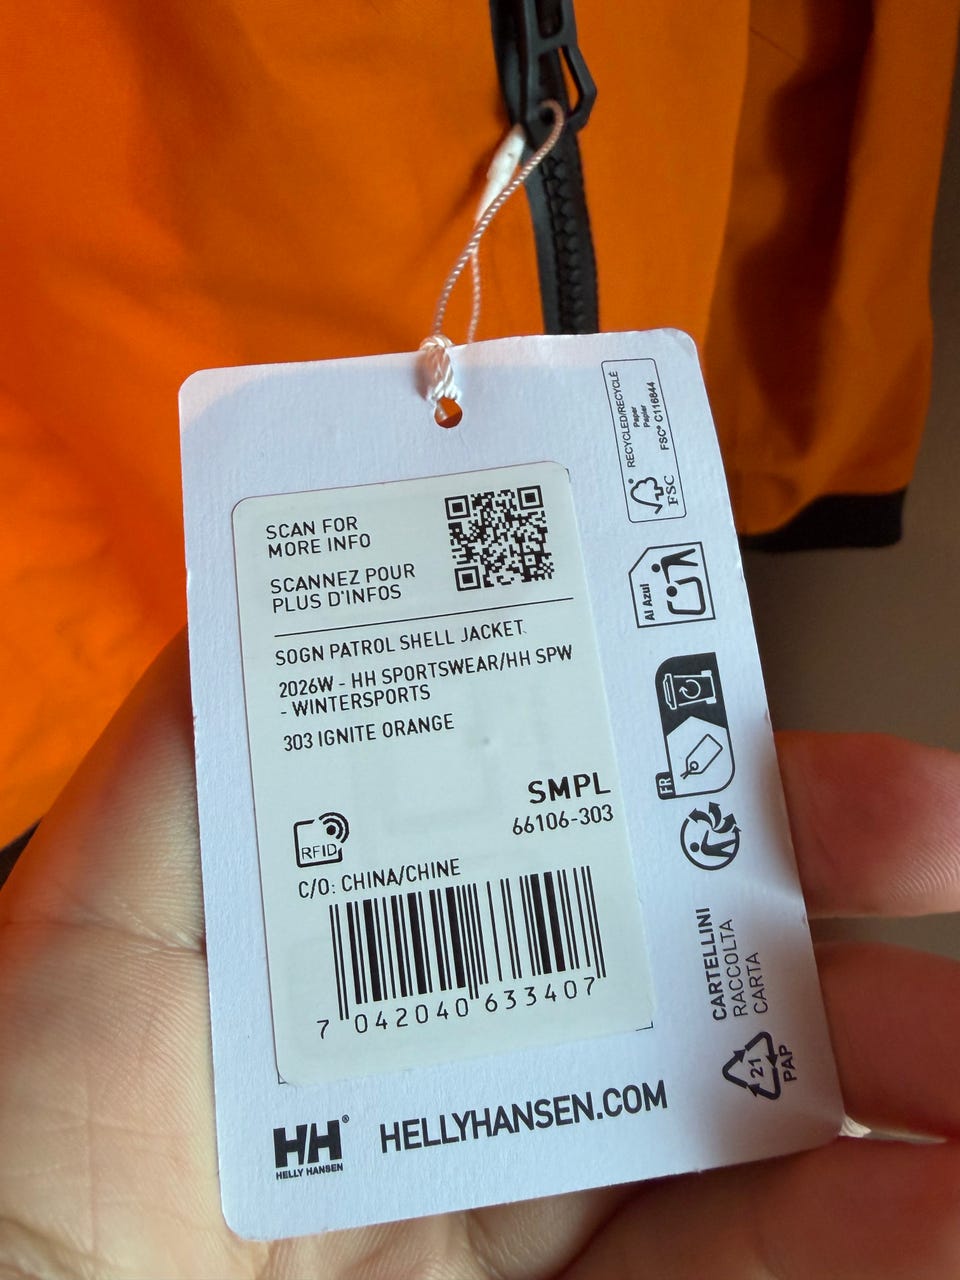 SCAN FOR
MORE INFO
SCANNEZ POUR
PLUS D'INFOS
SOGN PATROL SHELL JACKET
2026W - HH SPORTSWEAR/HH SPW
- WINTERSPORTS
303 IGNITE ORANGE
SMPL
66106-303
RFID
C/O: CHINA/CHINE
7 042040 633407
HH®
HELLY HANSEN
HELLYHANSEN.COM
RECYCLED/RECYCLÉ
Paper
Papier
FSC® C116844
FSC
Al Azul
FR
CARTELLINI
RACCOLTA
CARTA
21
PAP